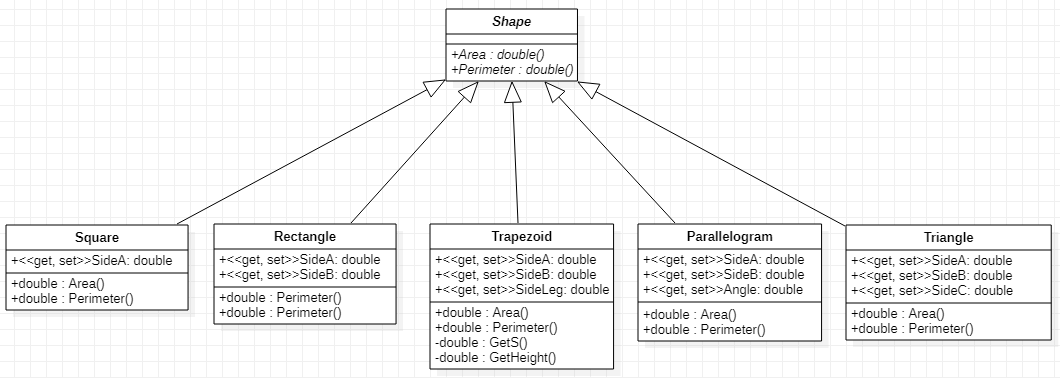 Shape
+Area : double()
+Perimeter : double()
Square
+<<get, set>>SideA: double
+double : Area()
+double : Perimeter()
Rectangle
+<<get, set>>SideA: double
+<<get, set>>SideB: double
+double : Perimeter()
+double : Perimeter()
Trapezoid
+<<get, set>>SideA: double
+<<get, set>>SideB: double
+<<get, set>>SideLeg: double
+double : Area()
+double : Perimeter()
-double : GetS()
-double : GetHeight()
Parallelogram
+<<get, set>>SideA: double
+<<get, set>>SideB: double
+<<get, set>>Angle: double
+double : Area()
+double : Perimeter()
Triangle
+<<get, set>>SideA: double
+<<get, set>>SideB: double
+<<get, set>>SideC: double
+double : Area()
+double : Perimeter()